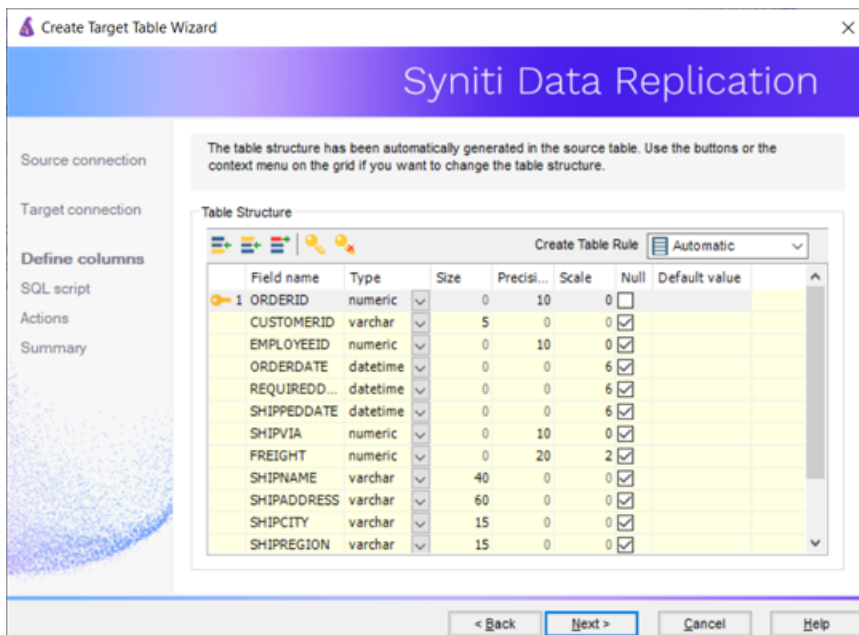 Create Target Table Wizard
Syniti Data Replication
Source connection
Target connection
Define columns
SQL script
Actions
Summary
The table structure has been automatically generated in the source table. Use the buttons or the
context menu on the grid if you want to change the table structure.
Table Structure
Create Table Rule Automatic
Field name Type Size Precisi... Scale Null Default value
1 ORDERID numeric 0 10 0
CUSTOMERID varchar 5 0 0
EMPLOYEEID numeric 0 10 0
ORDERDATE datetime 0 0 6
REQUIREDD... datetime 0 0 6
SHIPPEDDATE datetime 0 0 6
SHIPVIA numeric 0 10 0
FREIGHT numeric 0 20 2
SHIPNAME varchar 40 0 0
SHIPADDRESS varchar 60 0 0
SHIPCITY varchar 15 0 0
SHIPREGION varchar 15 0 0
< Back Next > Cancel Help